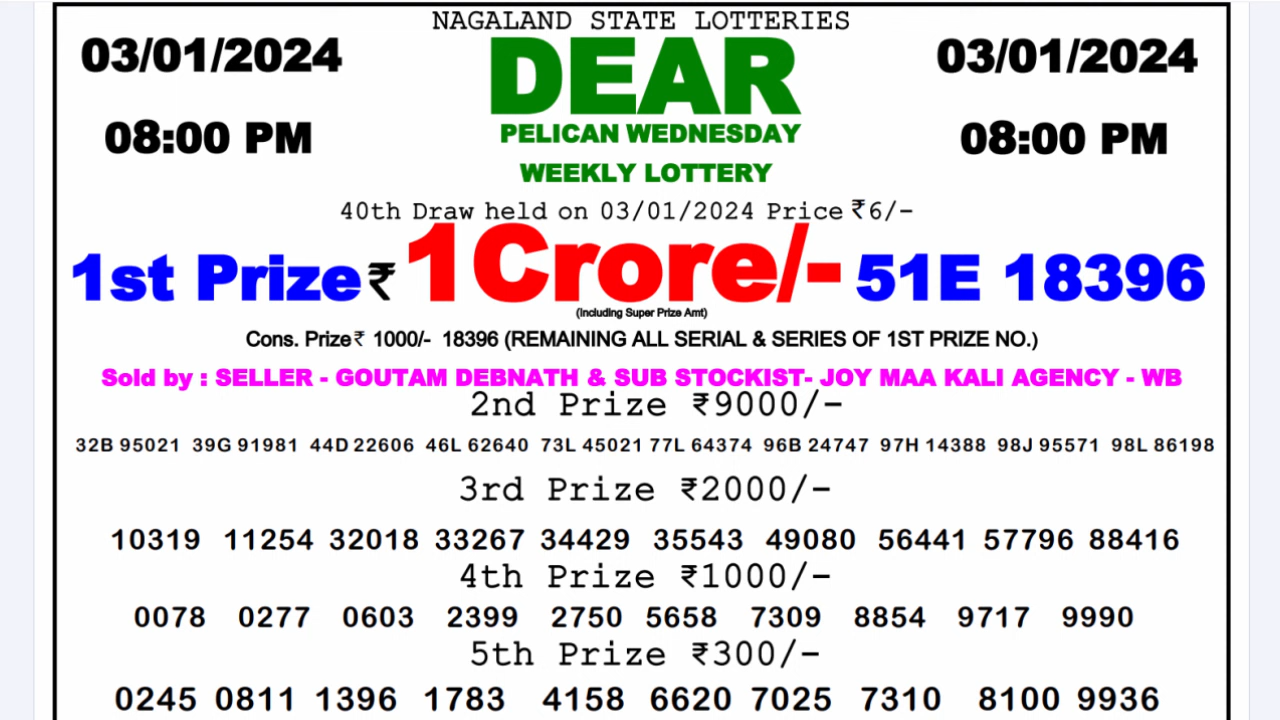 NAGALAND STATE LOTTERIES
03/01/2024 DEAR 03/01/2024
08:00 PM PELICAN WEDNESDAY 08:00 PM
WEEKLY LOTTERY
40th Draw held on 03/01/2024 Price ₹6/-
1st Prize ₹ 1Crore/- 51E 18396
(Including Super Prize Amt)
Cons. Prize ₹ 1000/- 18396 (REMAINING ALL SERIAL & SERIES OF 1ST PRIZE NO.)
Sold by : SELLER - GOUTAM DEBNATH & SUB STOCKIST- JOY MAA KALI AGENCY - WB
2nd Prize ₹9000/-
32B 95021 39G 91981 44D 22606 46L 62640 73L 45021 77L 64374 96B 24747 97H 14388 98J 95571 98L 86198
3rd Prize ₹2000/-
10319 11254 32018 33267 34429 35543 49080 56441 57796 88416
4th Prize ₹1000/-
0078 0277 0603 2399 2750 5658 7309 8854 9717 9990
5th Prize ₹300/-
0245 0811 1396 1783 4158 6620 7025 7310 8100 9936